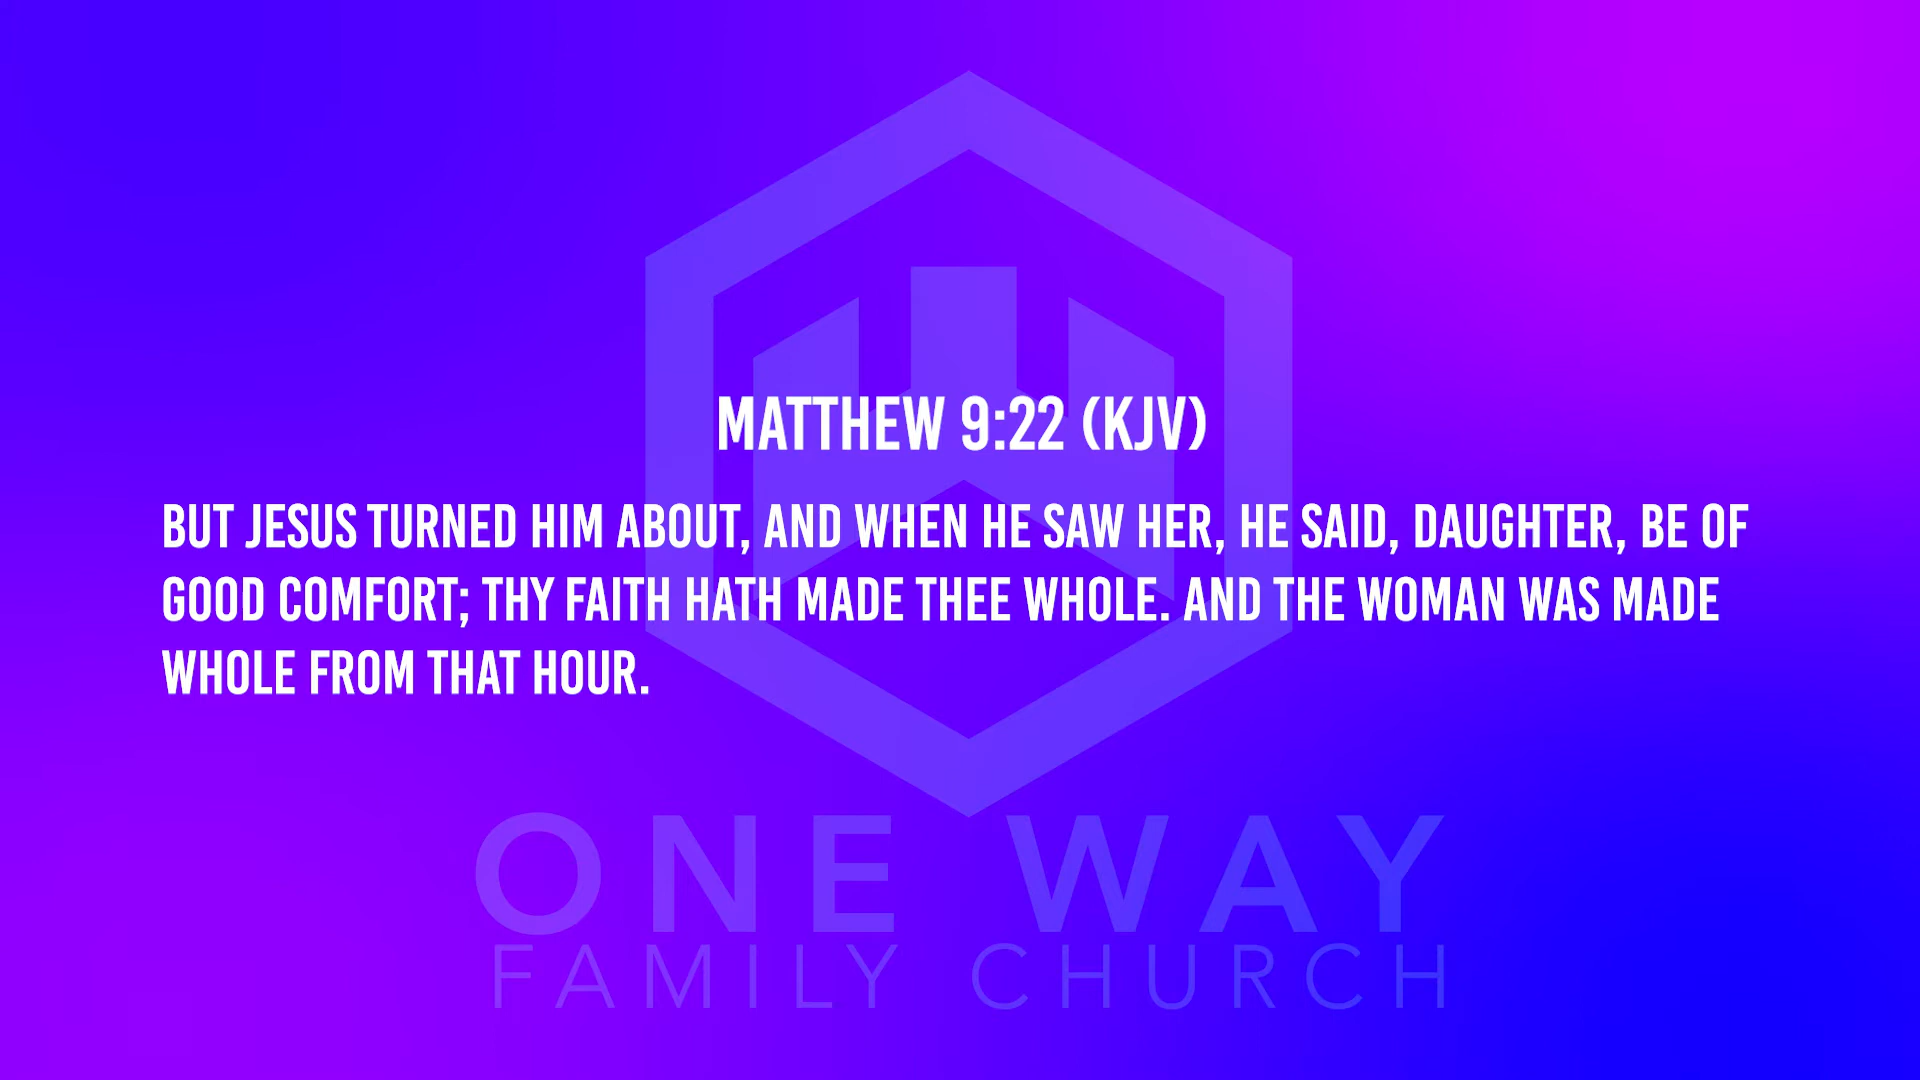 MATTHEW 9:22 (KJV)
BUT JESUS TURNED HIM ABOUT, AND WHEN HE SAW HER, HE SAID, DAUGHTER, BE OF
GOOD COMFORT; THY FAITH HATH MADE THEE WHOLE. AND THE WOMAN WAS MADE
WHOLE FROM THAT HOUR.
ONE WAY
FAMILY CHURCH